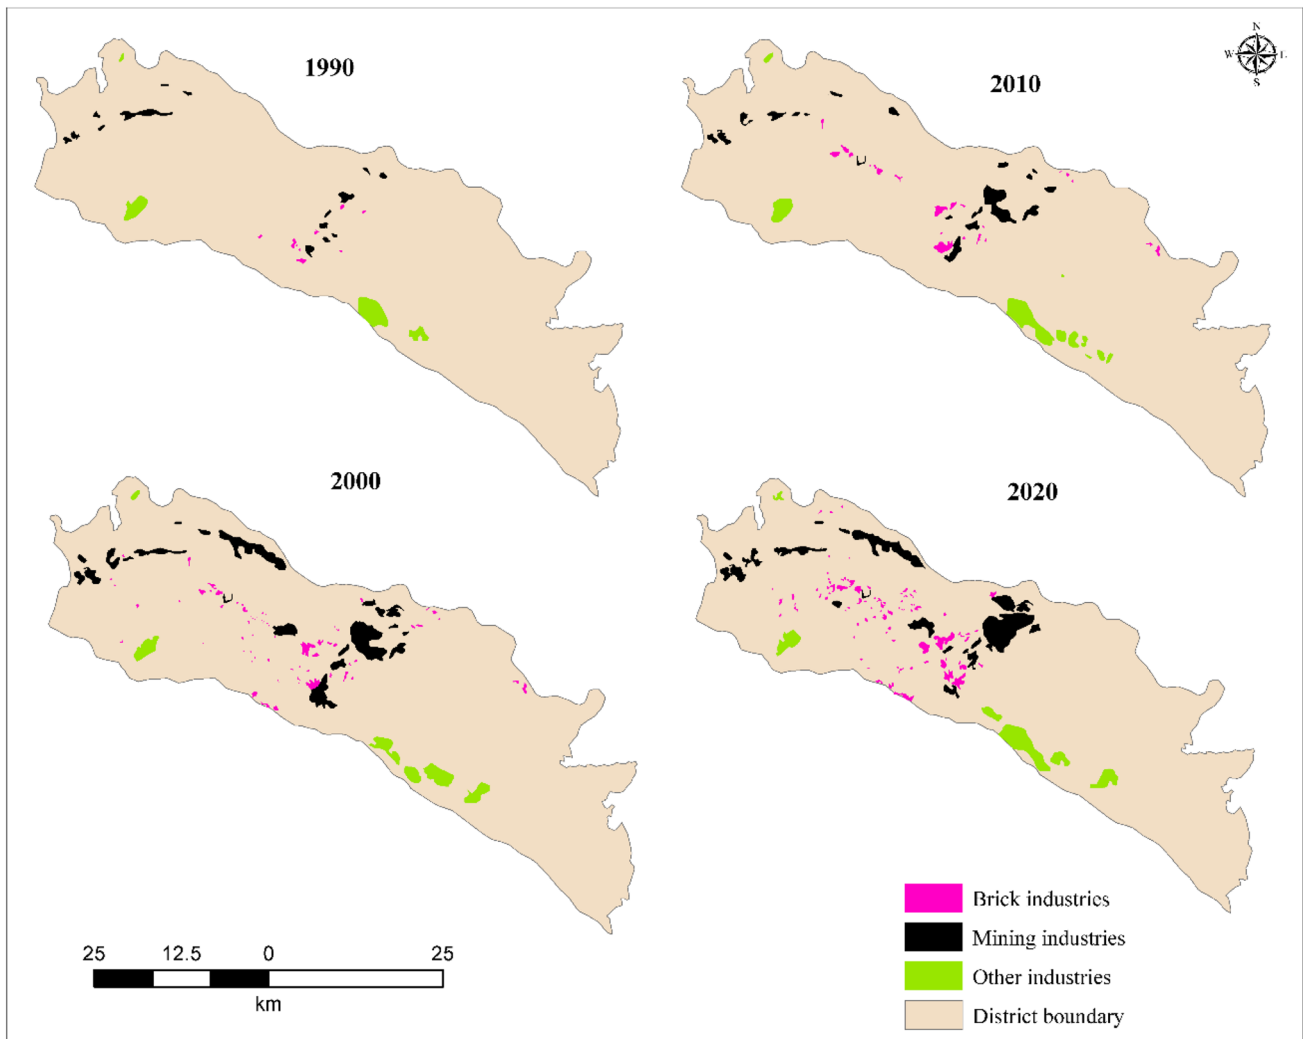 1990
2010
N
W
E
S
2000
2020
25 12.5 0 25
km
Brick industries
Mining industries
Other industries
District boundary